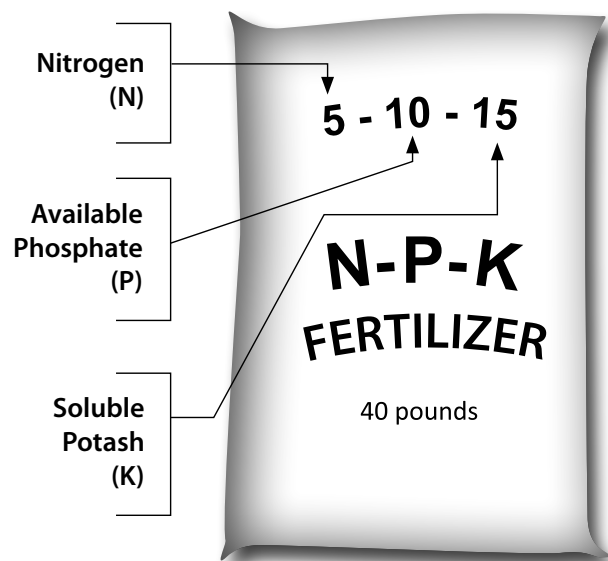 Nitrogen
(N)
Available
Phosphate
(P)
Soluble
Potash
(K)
5 - 10 - 15
N-P-K
FERTILIZER
40 pounds